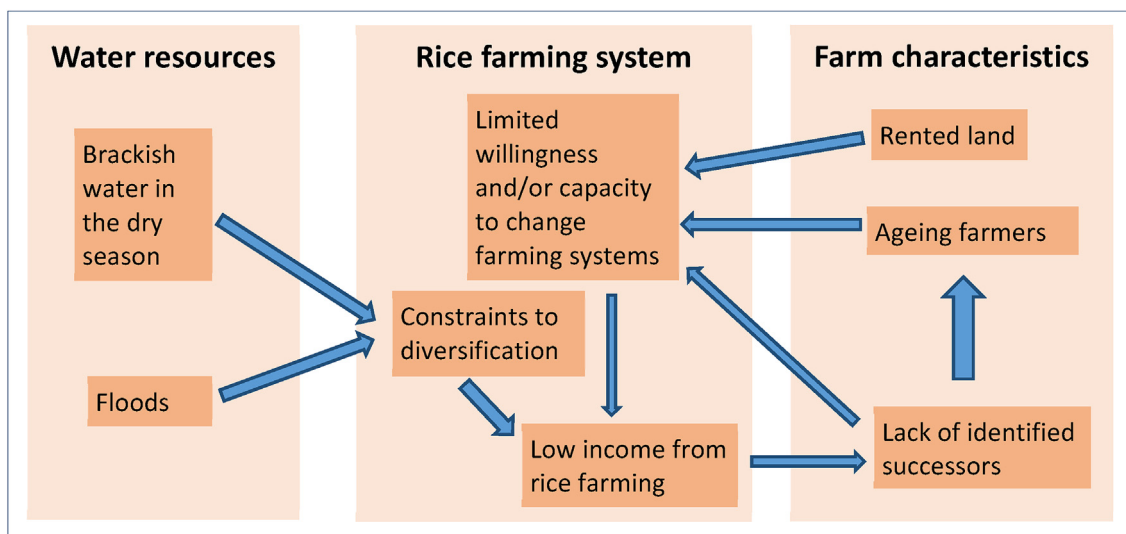 Water resources
Brackish
water in
the dry
season
Floods
Rice farming system
Limited
willingness
and/or capacity
to change
farming systems
Constraints to
diversification
Low income from
rice farming
Farm characteristics
Rented land
Ageing farmers
Lack of identified
successors